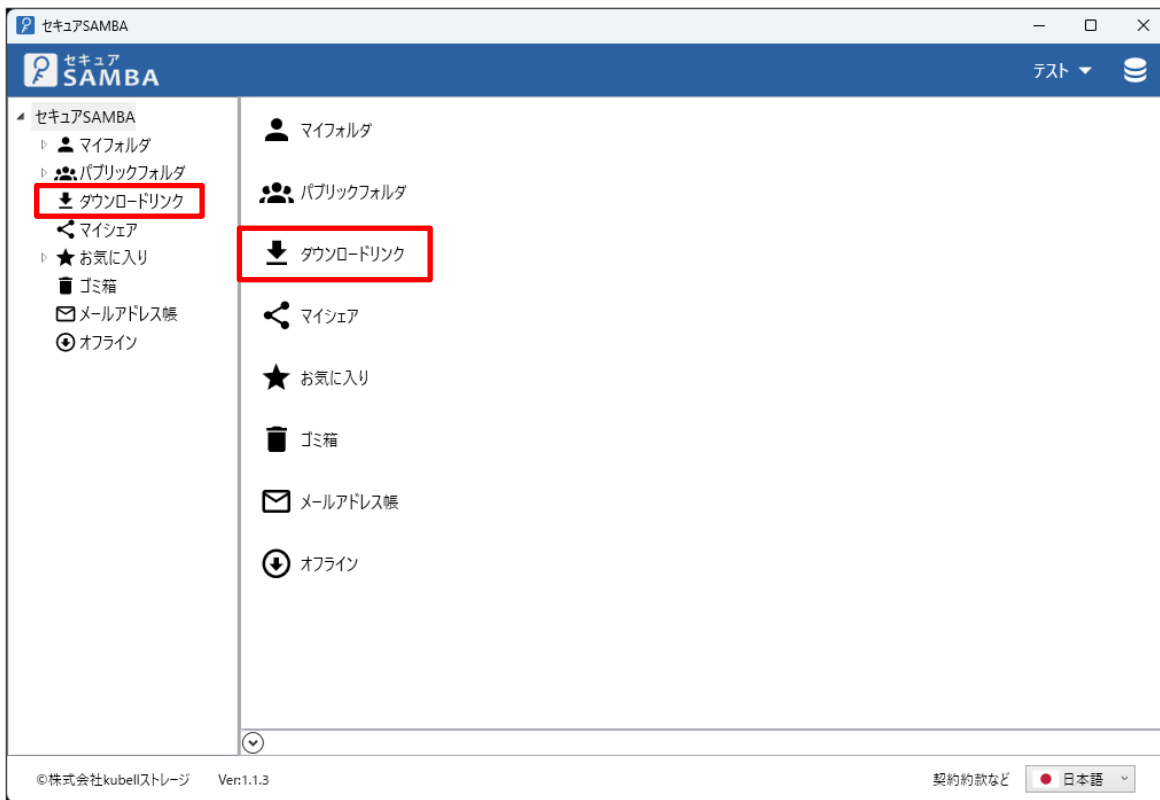 セキュアSAMBA
セキュア
SAMBA
テスト
セキュアSAMBA
マイフォルダ
パブリックフォルダ
ダウンロードリンク
マイシェア
お気に入り
ゴミ箱
メールアドレス帳
オフライン
マイフォルダ
パブリックフォルダ
ダウンロードリンク
マイシェア
お気に入り
ゴミ箱
メールアドレス帳
オフライン
©株式会社kubellストレージ Ver:1.1.3 契約約款など 日本語